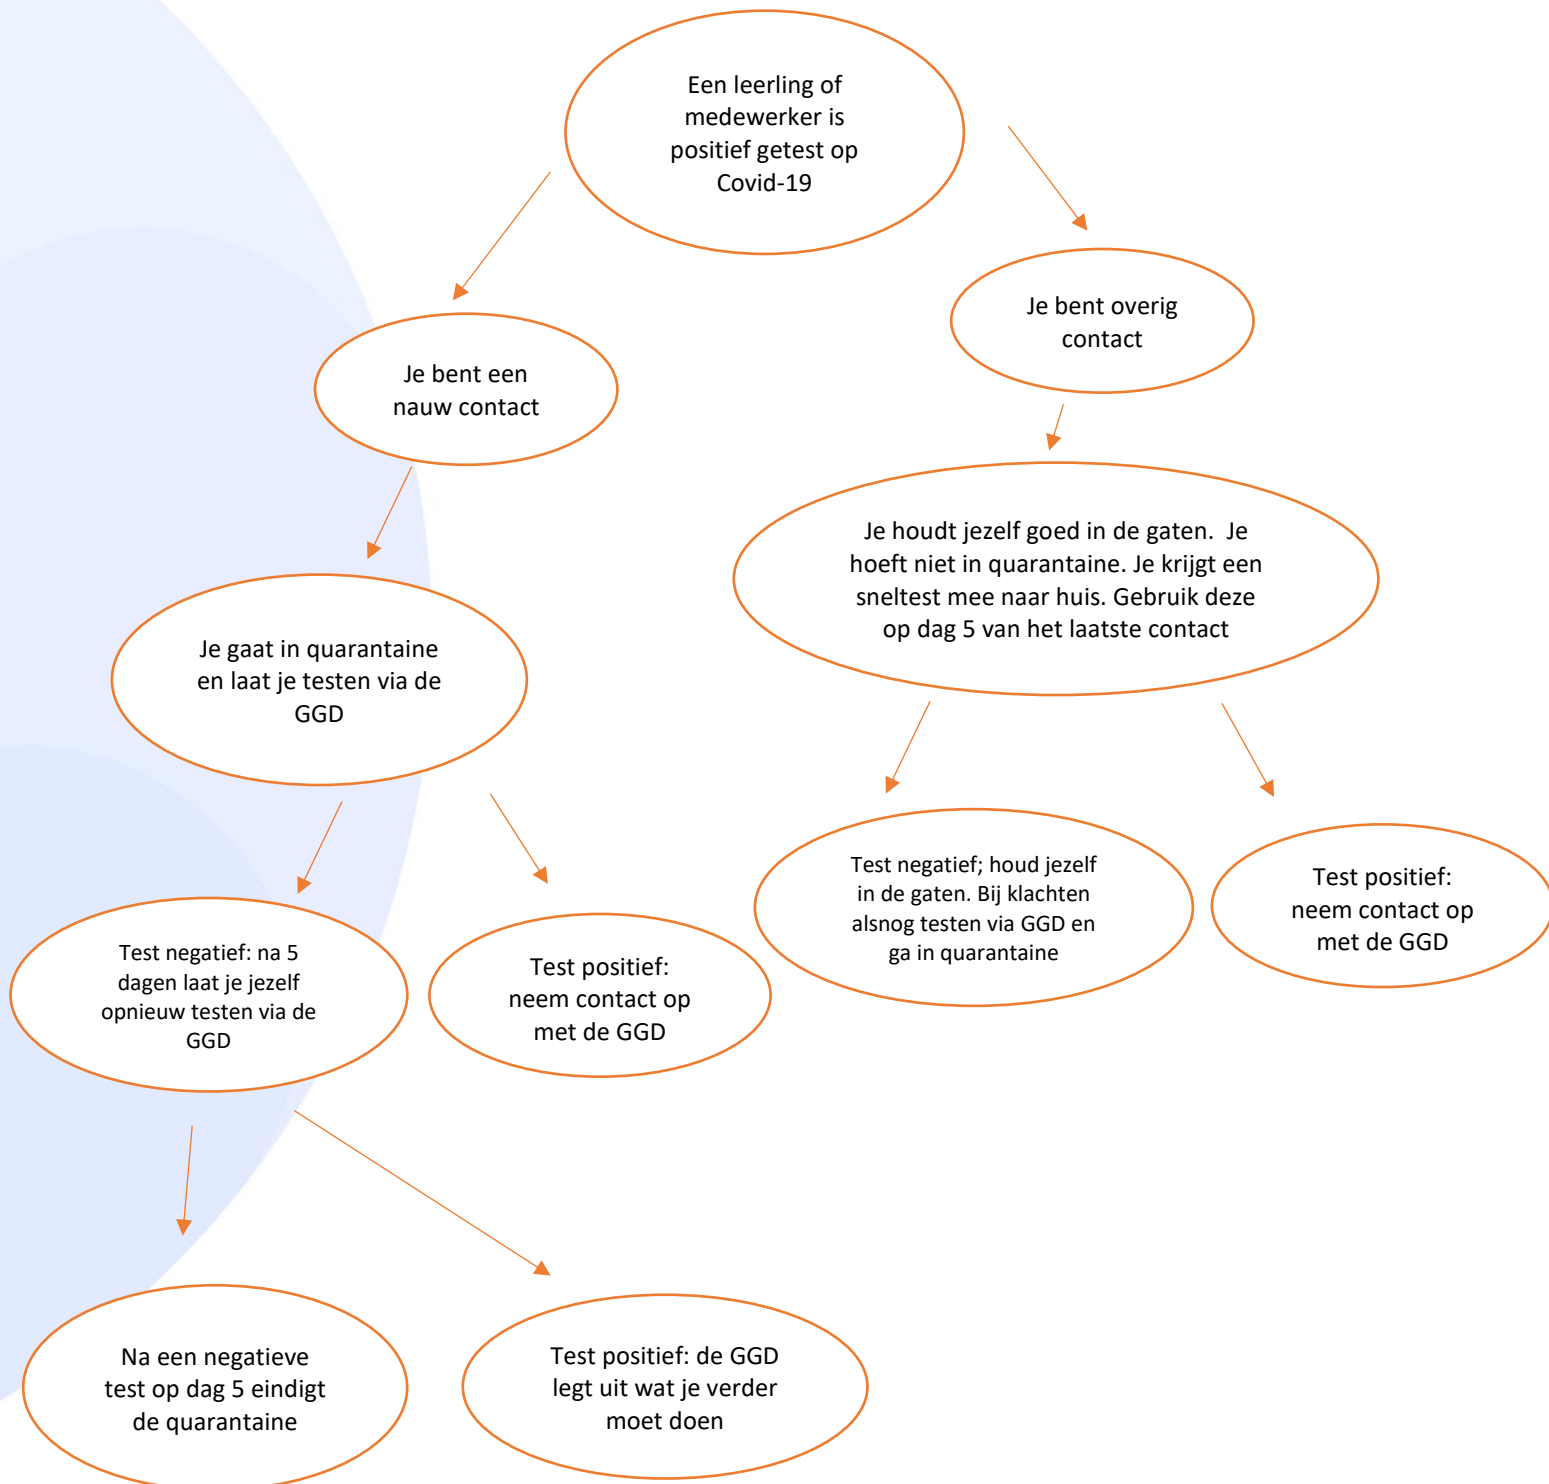 Een leerling of
medewerker is
positief getest op
Covid-19
Je bent overig
contact
Je bent een
nauw contact
Je houdt jezelf goed in de gaten.  Je
hoeft niet in quarantaine. Je krijgt een
sneltest mee naar huis. Gebruik deze
op dag 5 van het laatste contact
Je gaat in quarantaine
en laat je testen via de
GGD
Test negatief; houd jezelf
in de gaten. Bij klachten
alsnog testen via GGD en
ga in quarantaine
Test positief:
neem contact op
met de GGD
Test negatief: na 5
dagen laat je jezelf
opnieuw testen via de
GGD
Test positief:
neem contact op
met de GGD
Na een negatieve
test op dag 5 eindigt
de quarantaine
Test positief: de GGD
legt uit wat je verder
moet doen